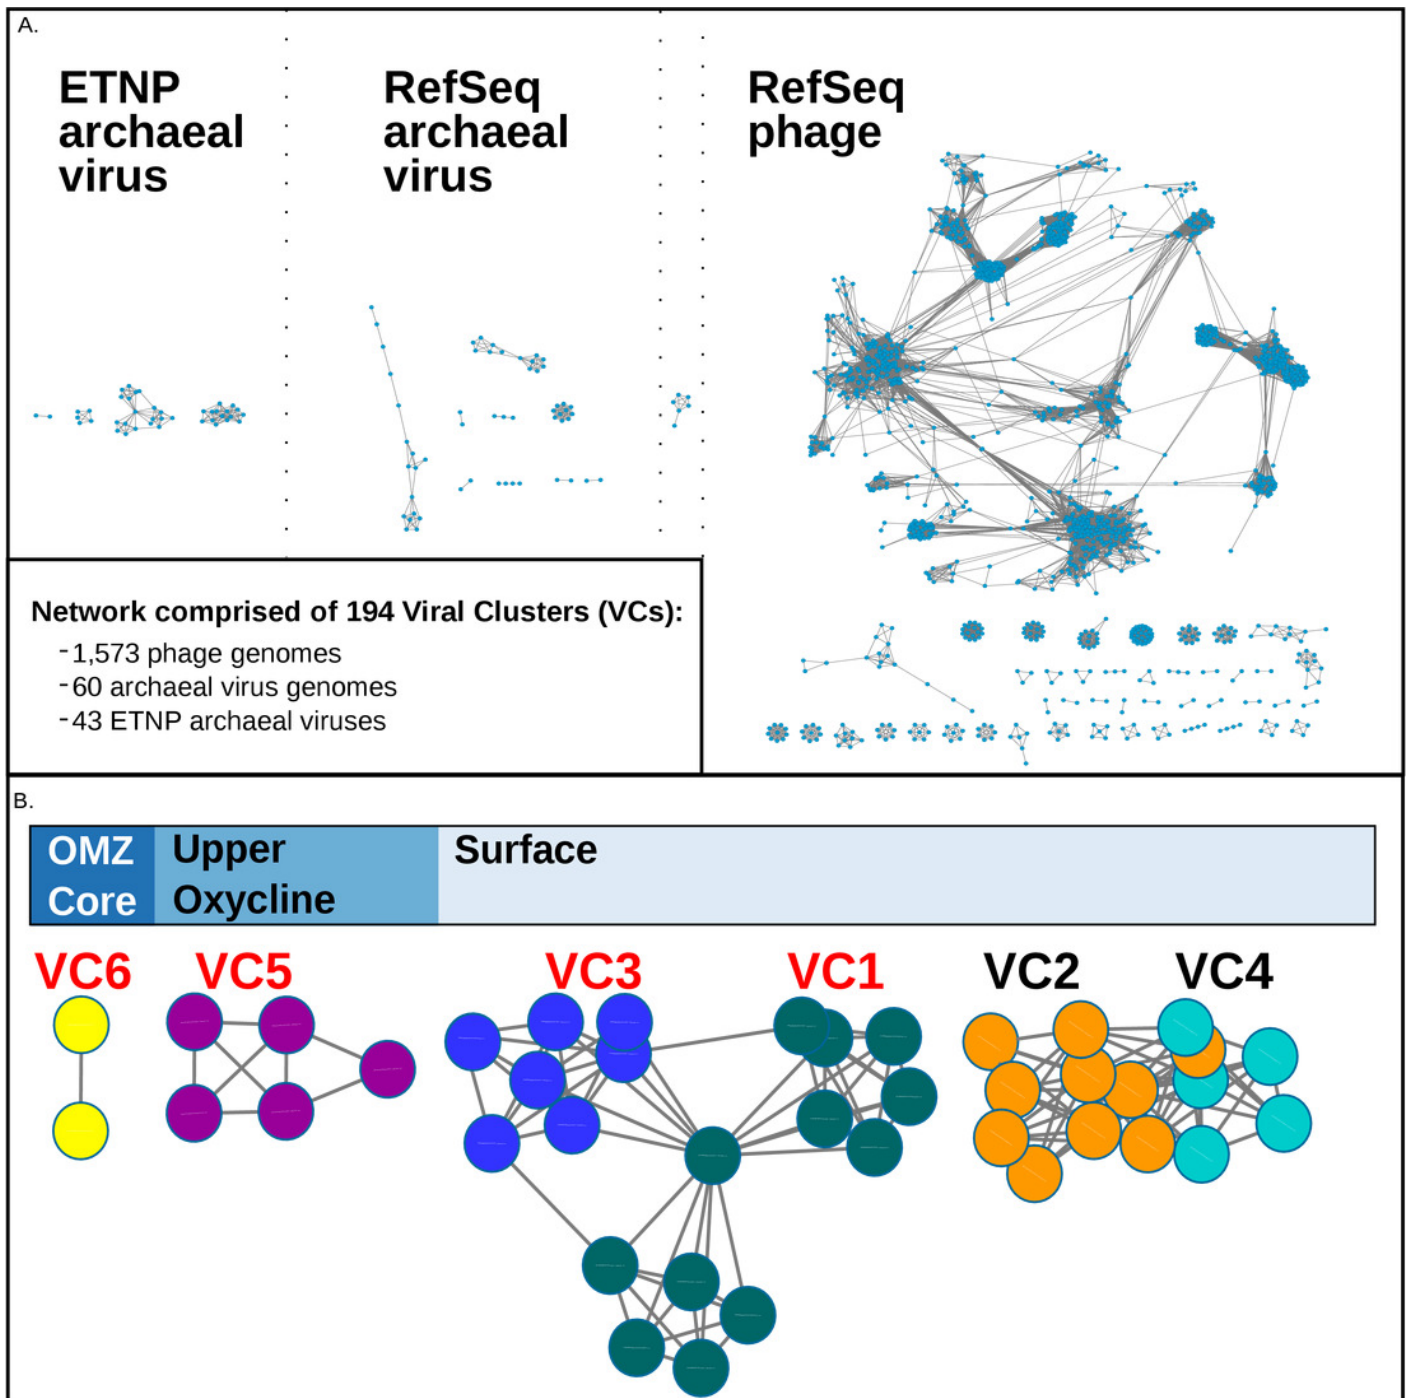 A.
ETNP
archaeal
virus
RefSeq
archaeal
virus
RefSeq
phage
Network comprised of 194 Viral Clusters (VCs):
-1,573 phage genomes
-60 archaeal virus genomes
-43 ETNP archaeal viruses
B.
OMZ
Core
Upper
Oxycline
Surface
VC6
VC5
VC3
VC1
VC2
VC4